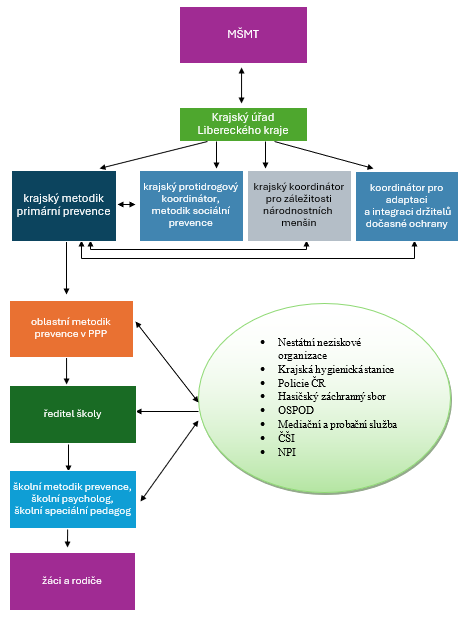 MŠMT
Krajský úřad
Libereckého kraje
krajský metodik
primární prevence
krajský protidrogový
koordinátor,
metodik sociální
prevence
krajský koordinátor
pro záležitosti
národnostních
menšin
koordinátor pro
adaptaci
a integraci držitelů
dočasné ochrany
oblastní metodik
prevence v PPP
• Nestátní neziskové
organizace
• Krajská hygienická stanice
• Policie ČR
• Hasičský záchranný sbor
• OSPOD
• Mediační a probační služba
• ČŠI
• NPI
ředitel školy
školní metodik prevence,
školní psycholog,
školní speciální pedagog
žáci a rodiče